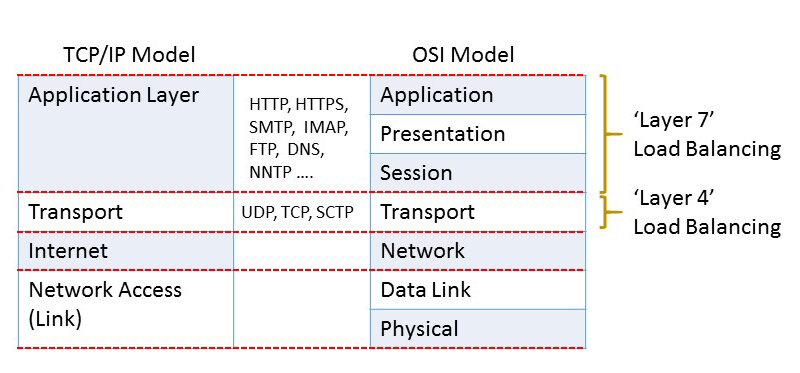 TCP/IP Model
OSI Model
Application Layer
HTTP, HTTPS,
SMTP, IMAP,
FTP, DNS,
NNTP ....
Application
Presentation
Session
‘Layer 7’
Load Balancing
Transport
UDP, TCP, SCTP
Transport
‘Layer 4’
Load Balancing
Internet
Network
Network Access
(Link)
Data Link
Physical